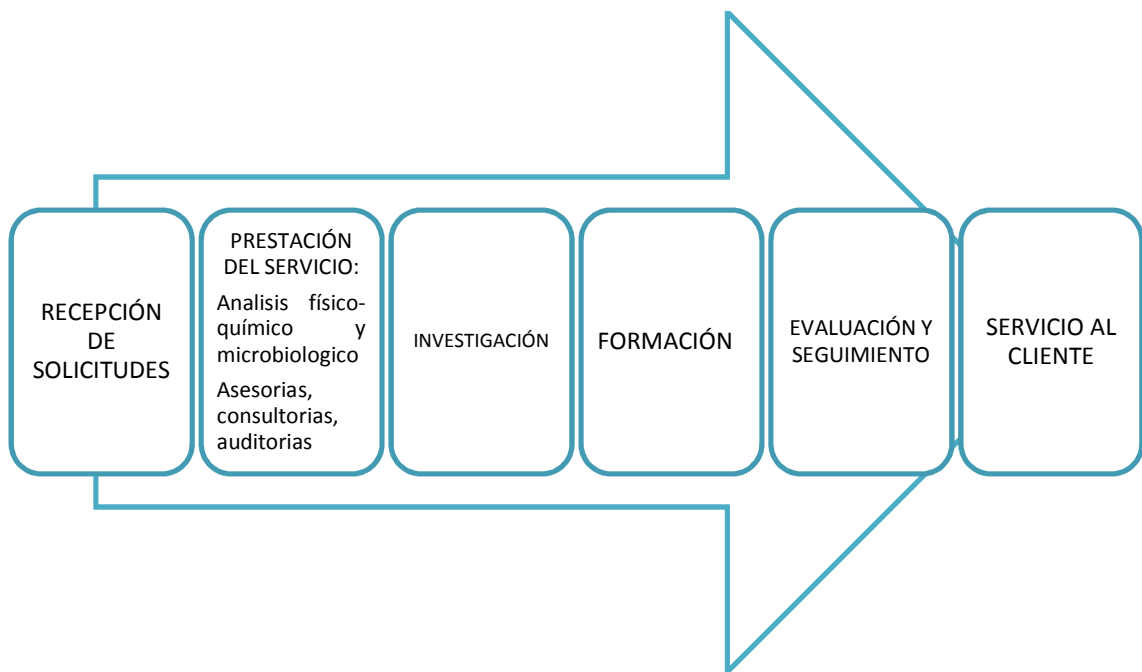 RECEPCIÓN
DE
SOLICITUDES
PRESTACIÓN
DEL SERVICIO:
Analisis físico-
químico y
microbiologico
Asesorias,
consultorias,
auditorias
INVESTIGACIÓN
FORMACIÓN
EVALUACIÓN Y
SEGUIMIENTO
SERVICIO AL
CLIENTE